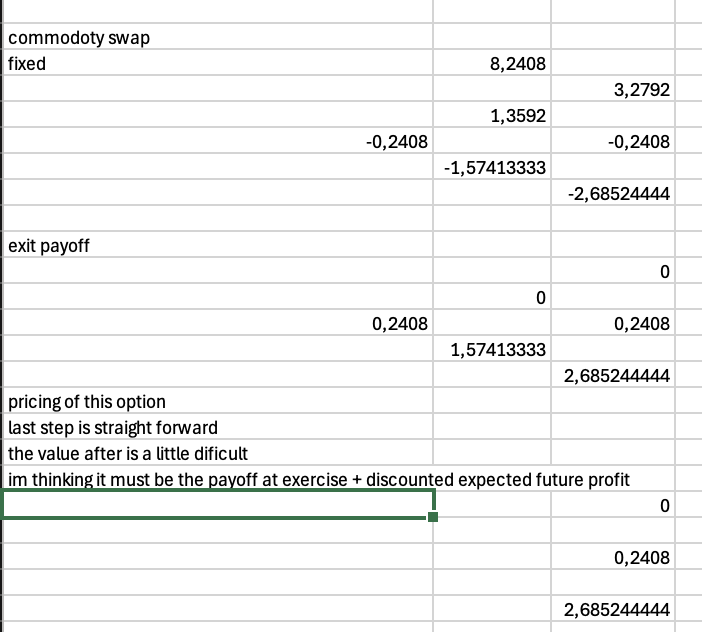 commodoty swap
fixed 8,2408
3,2792
1,3592
-0,2408 -0,2408
-1,57413333
-2,68524444
exit payoff
0
0
0,2408 0,2408
1,57413333
2,685244444
pricing of this option
last step is straight forward
the value after is a little dificult
im thinking it must be the payoff at exercise + discounted expected future profit
0
0,2408
2,685244444